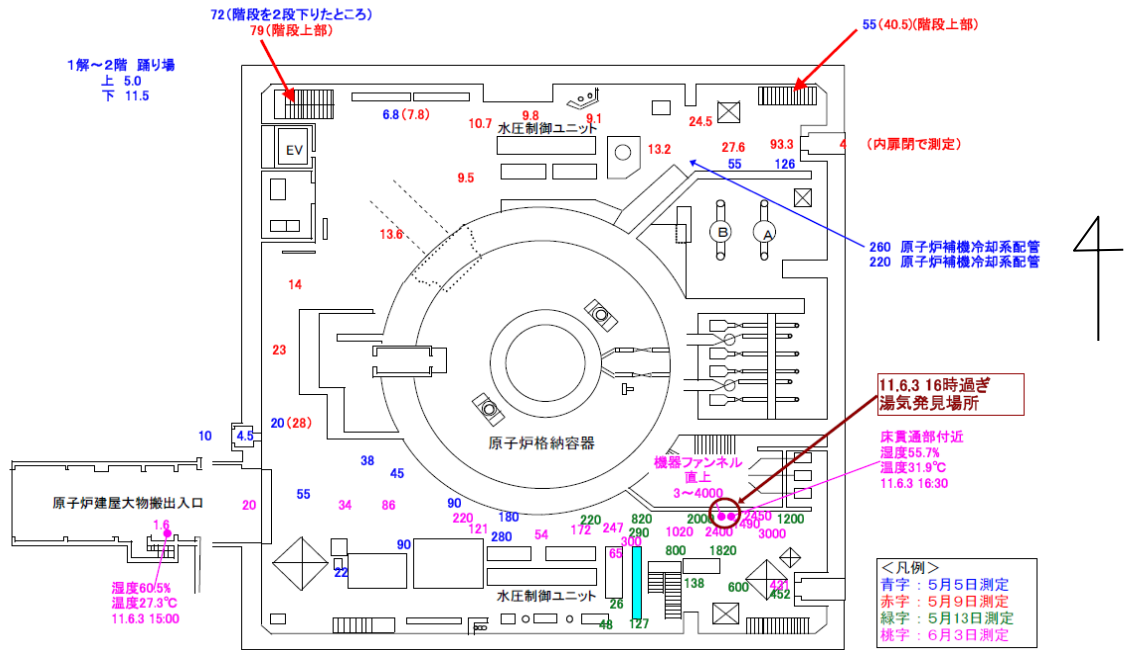 72(階段を2段下りたところ)
79(階段上部)
55(40.5)(階段上部)
1解～2階 踊り場
上 5.0
下 11.5
6.8(7.8)
10.7
9.8
9.1
水圧制御ユニット
24.5
13.2
27.6
93.3
4 (内扉閉で測定)
55
126
EV
9.5
B
A
13.6
260 原子炉補機冷却系配管
220 原子炉補機冷却系配管
14
23
11.6.3 16時過ぎ
湯気発見場所
20(28)
10
4.5
原子炉格納容器
床貫通部付近
湿度55.7%
温度31.9℃
11.6.3 16:30
機器ファンネル
直上
3～4000
38
45
原子炉建屋大物搬出入口
20
55
34
86
90
220
180
121
280
54
172
220
247
820
290
300
65
2000
1020
2400
2450
1490
3000
1200
1.6
90
22
800
1820
138
600
431
452
水圧制御ユニット
26
48
127
湿度60.5%
温度27.3℃
11.6.3 15:00
＜凡例＞
青字：5月5日測定
赤字：5月9日測定
緑字：5月13日測定
桃字：6月3日測定